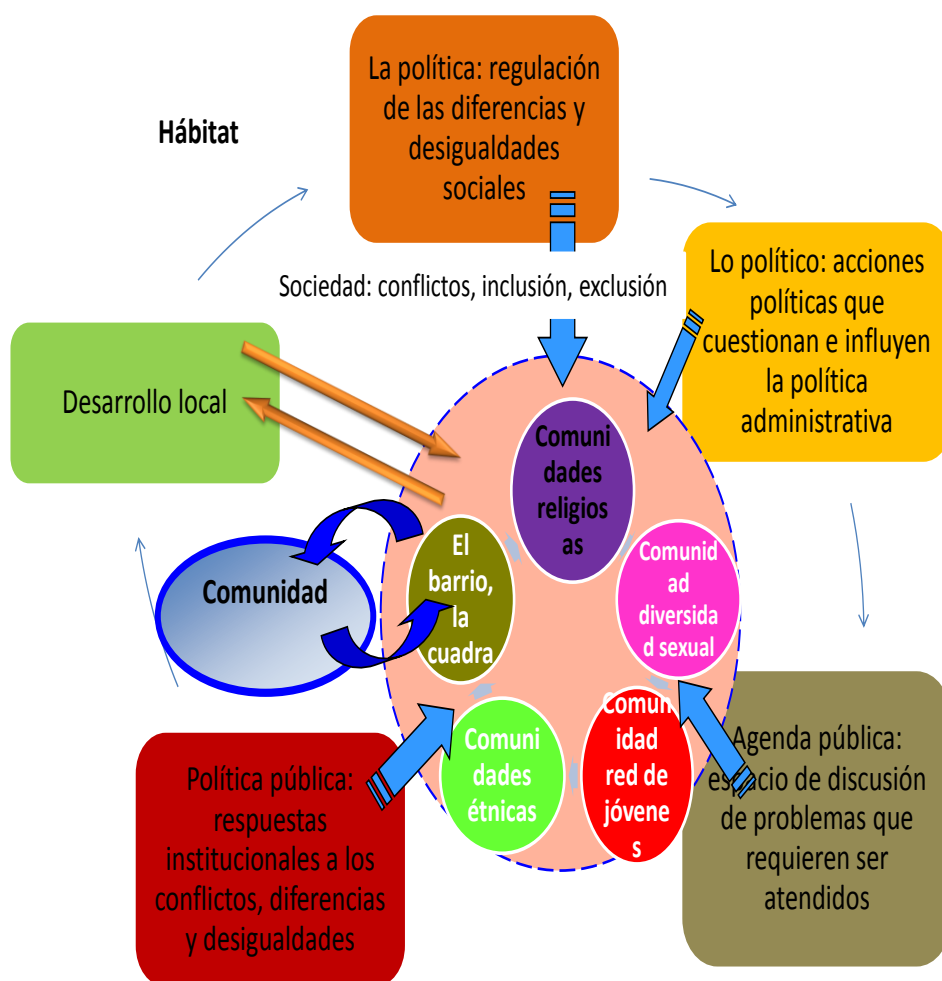 La política: regulación
de las diferencias y
desigualdades
sociales
Hábitat
Lo político: acciones
políticas que
cuestionan e influyen
la política
administrativa
Sociedad: conflictos, inclusión, exclusión
Desarrollo local
Comuni
dades
religios
as
El
barrio,
la
cuadra
Comunid
ad
diversida
d sexual
Comunidad
Comuni
dades
étnicas
Comun
idad
red de
jóvene
s
Agenda pública:
espacio de discusión
de problemas que
requieren ser
atendidos
Política pública:
respuestas
institucionales a los
conflictos, diferencias
y desigualdades